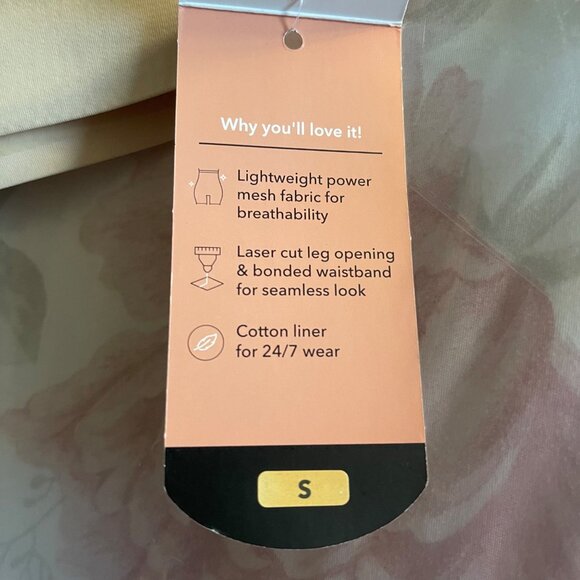 Why you'll love it!
Lightweight power
mesh fabric for
breathability
Laser cut leg opening
& bonded waistband
for seamless look
Cotton liner
for 24/7 wear
S